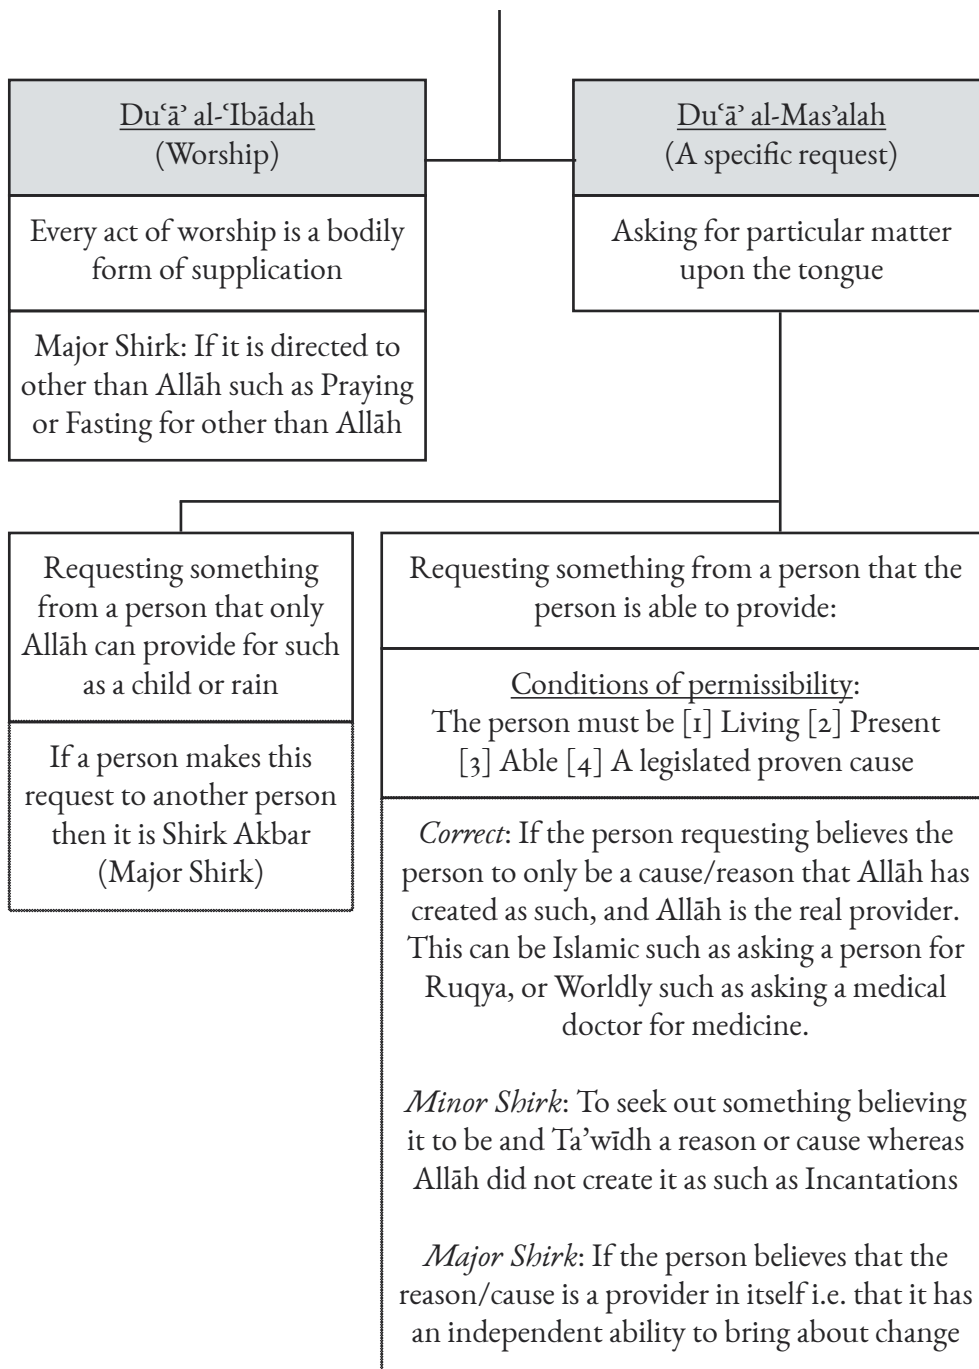 Duʿāʾ al-ʿIbādah
(Worship)
Every act of worship is a bodily
form of supplication
Major Shirk: If it is directed to
other than Allāh such as Praying
or Fasting for other than Allāh
Duʿāʾ al-Masʾalah
(A specific request)
Asking for particular matter
upon the tongue
Requesting something
from a person that only
Allāh can provide for such
as a child or rain
If a person makes this
request to another person
then it is Shirk Akbar
(Major Shirk)
Requesting something from a person that the
person is able to provide:
Conditions of permissibility:
The person must be [1] Living [2] Present
[3] Able [4] A legislated proven cause
Correct: If the person requesting believes the
person to only be a cause/reason that Allāh has
created as such, and Allāh is the real provider.
This can be Islamic such as asking a person for
Ruqya, or Worldly such as asking a medical
doctor for medicine.
Minor Shirk: To seek out something believing
it to be and Ta’wīdh a reason or cause whereas
Allāh did not create it as such as Incantations
Major Shirk: If the person believes that the
reason/cause is a provider in itself i.e. that it has
an independent ability to bring about change